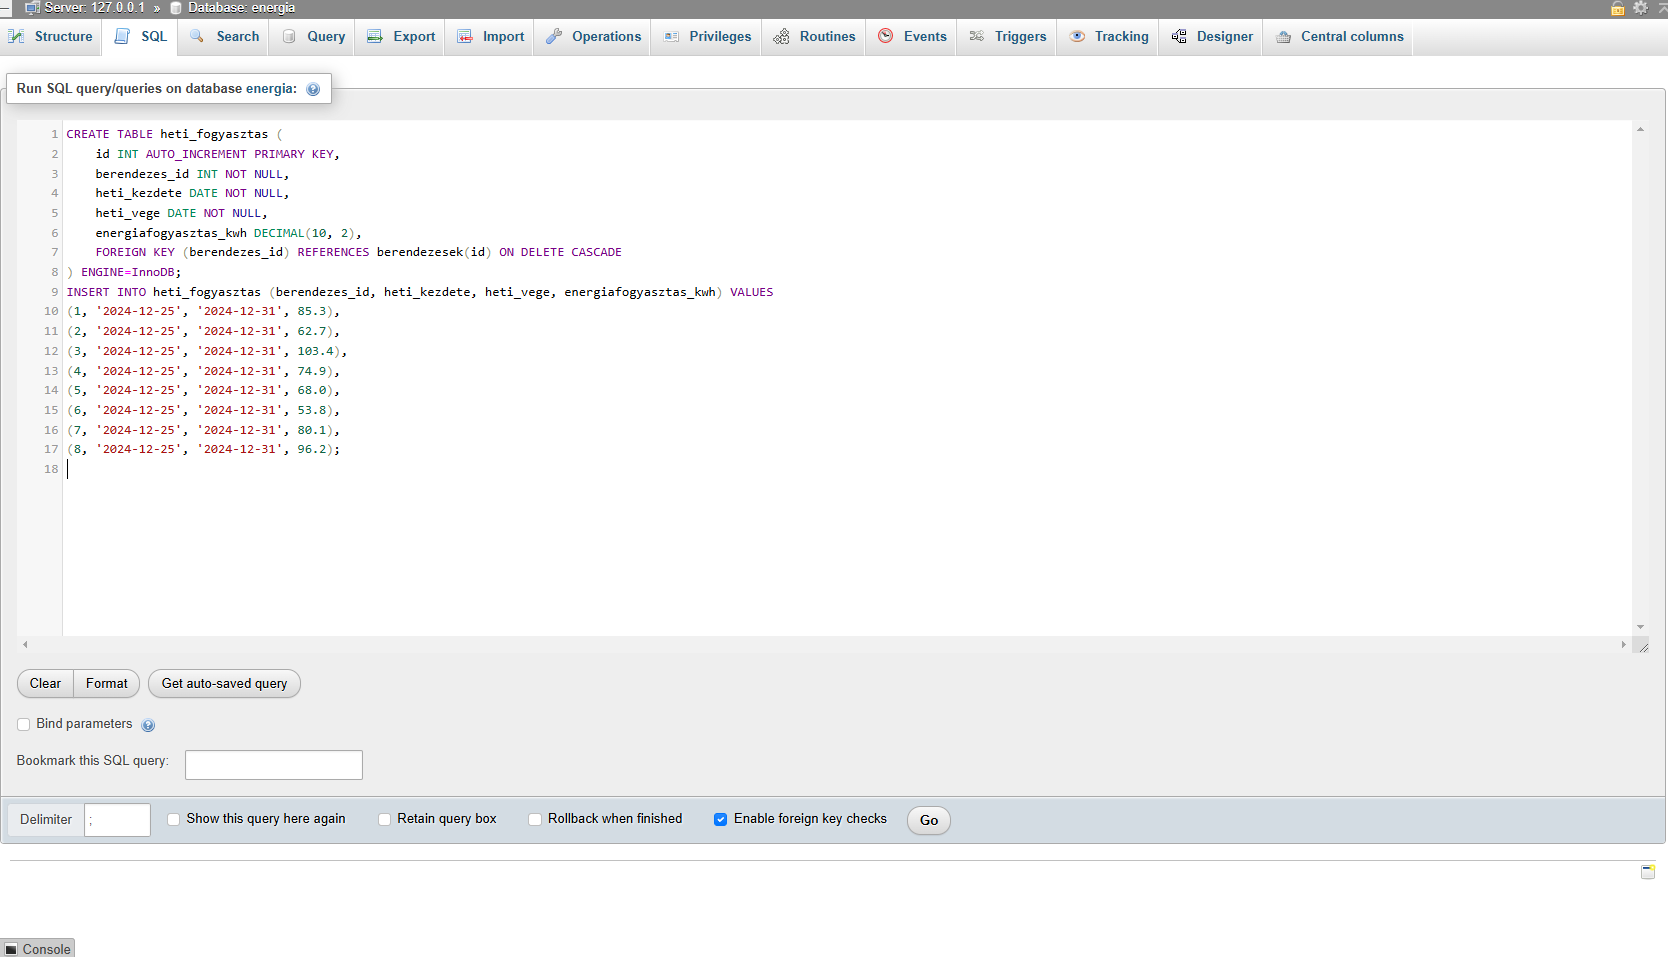 Server: 127.0.0.1 » Database: energia
Structure SQL Search Query Export Import Operations Privileges Routines Events Triggers Tracking Designer Central columns
Run SQL query/queries on database energia:
1 CREATE TABLE heti_fogyasztas (
2 id INT AUTO_INCREMENT PRIMARY KEY,
3 berendezes_id INT NOT NULL,
4 heti_kezdete DATE NOT NULL,
5 heti_vege DATE NOT NULL,
6 energiafogyasztas_kwh DECIMAL(10, 2),
7 FOREIGN KEY (berendezes_id) REFERENCES berendezesek(id) ON DELETE CASCADE
8 ) ENGINE=InnoDB;
9 INSERT INTO heti_fogyasztas (berendezes_id, heti_kezdete, heti_vege, energiafogyasztas_kwh) VALUES
10 (1, '2024-12-25', '2024-12-31', 85.3),
11 (2, '2024-12-25', '2024-12-31', 62.7),
12 (3, '2024-12-25', '2024-12-31', 103.4),
13 (4, '2024-12-25', '2024-12-31', 74.9),
14 (5, '2024-12-25', '2024-12-31', 68.0),
15 (6, '2024-12-25', '2024-12-31', 53.8),
16 (7, '2024-12-25', '2024-12-31', 80.1),
17 (8, '2024-12-25', '2024-12-31', 96.2);
18
Clear Format Get auto-saved query
Bind parameters
Bookmark this SQL query:
Delimiter ; Show this query here again Retain query box Rollback when finished Enable foreign key checks Go
Console